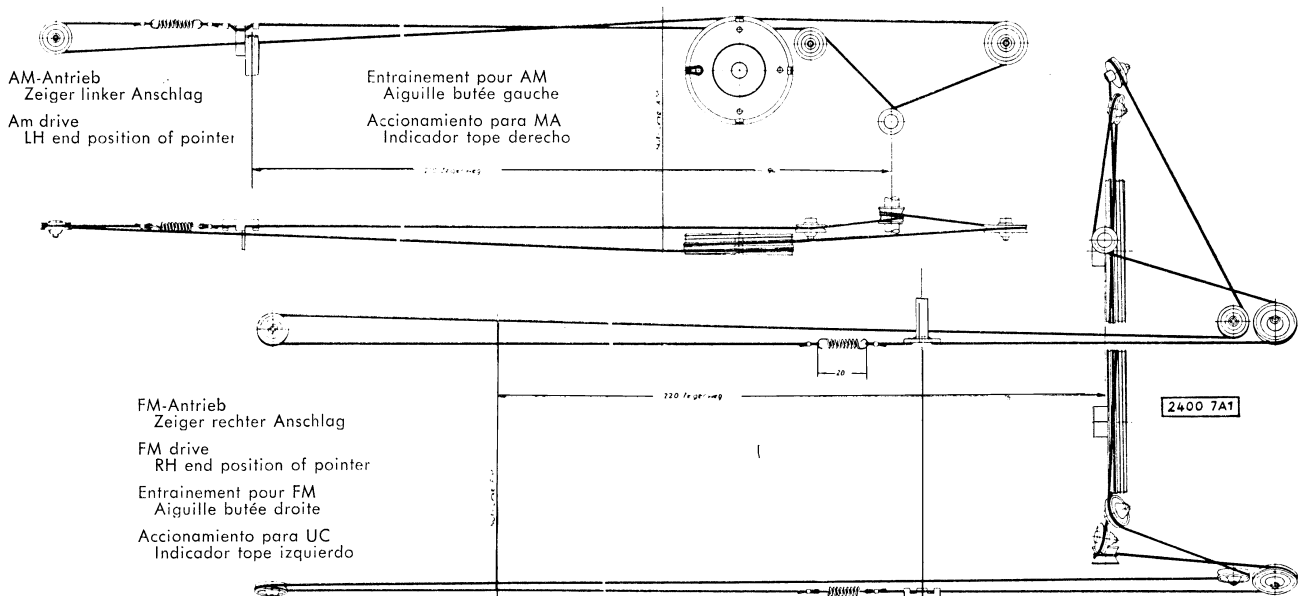 AM-Antrieb
Zeiger linker Anschlag
Am drive
LH end position of pointer
Entrainement pour AM
Aiguille butée gauche
Accionamiento para MA
Indicador tope derecho
20
220
FM-Antrieb
Zeiger rechter Anschlag
FM drive
RH end position of pointer
Entrainement pour FM
Aiguille butée droite
Accionamiento para UC
Indicador tope izquierdo
2400 7A1